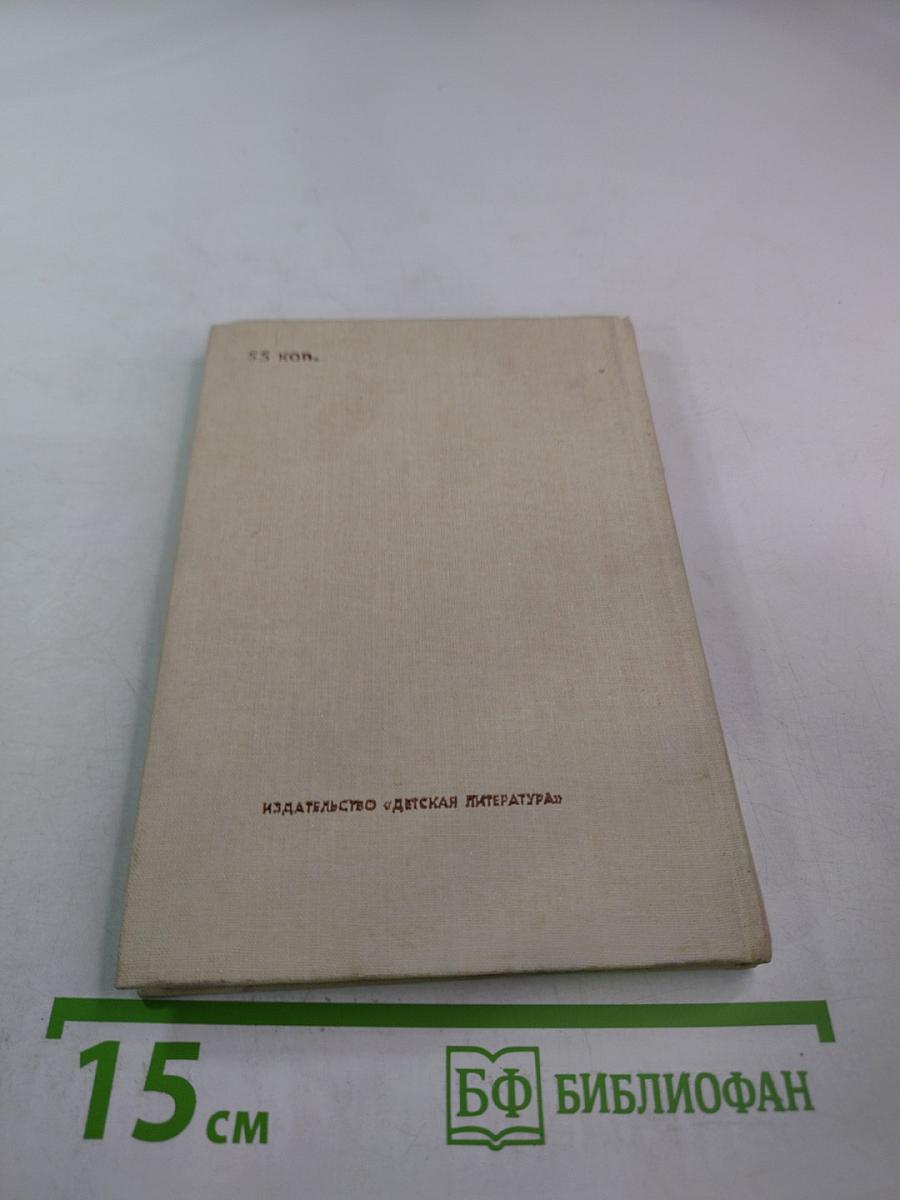 55 коп.
ИЗДАТЕЛЬСТВО «ДЕТСКАЯ ЛИТЕРАТУРА»
15 см
БФ БИБЛИОФАН